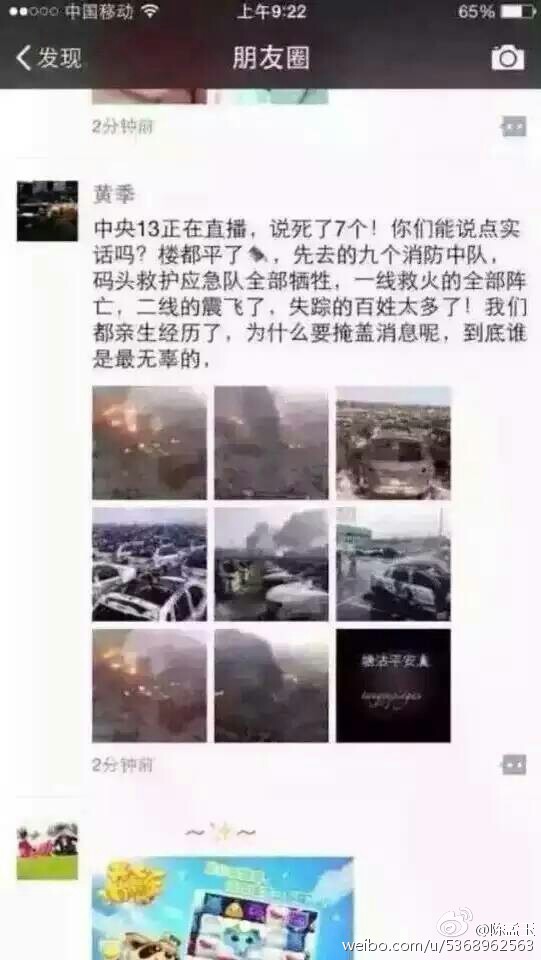 中国移动 上午9:22 65%
发现 朋友圈
2分钟前
黄季
中央13正在直播，说死了7个！你们能说点实
话吗？楼都平了，先去的九个消防中队，
码头救护应急队全部牺牲，一线救火的全部阵
亡，二线的震飞了，失踪的百姓太多了！我们
都亲生经历了，为什么要掩盖消息呢，到底谁
是最无辜的，
塘沽平安
2分钟前
～✨～
@陈孟玉
weibo.com/u/5368962563